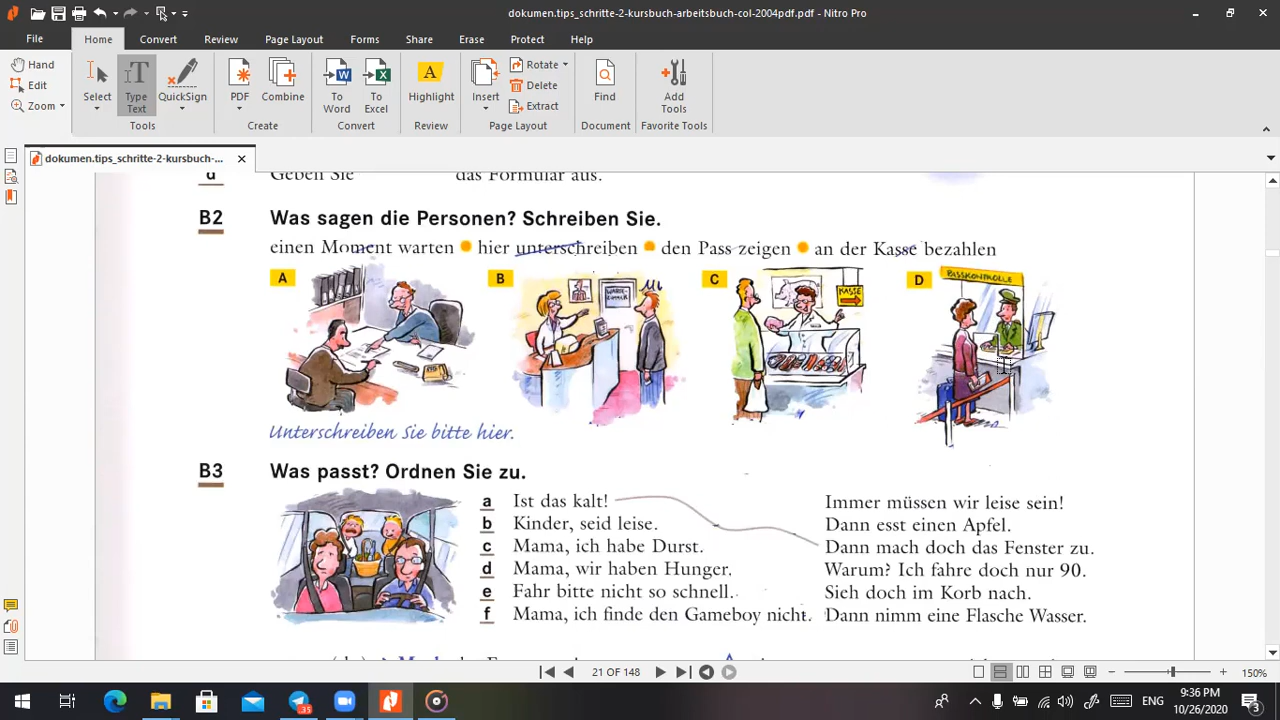 dokumen.tips_schritte-2-kursbuch-arbeitsbuch-col-2004pdf.pdf - Nitro Pro
File Home Convert Review Page Layout Forms Share Erase Protect Help
Hand
Edit
Zoom
Select
Type Text
QuickSign
PDF
Combine
To Word
To Excel
Highlight
Insert
Rotate
Delete
Extract
Find
Add Tools
Tools Create Convert Review Page Layout Document Favorite Tools
dokumen.tips_schritte-2-kursbuch-...
d Geben Sie das Formular aus.
B2 Was sagen die Personen? Schreiben Sie.
einen Moment warten hier unterschreiben den Pass zeigen an der Kasse bezahlen
A B C D
KASSE
PASSKONTROLLE
Unterschreiben Sie bitte hier.
B3 Was passt? Ordnen Sie zu.
a Ist das kalt! Immer müssen wir leise sein!
b Kinder, seid leise. Dann esst einen Apfel.
c Mama, ich habe Durst. Dann mach doch das Fenster zu.
d Mama, wir haben Hunger. Warum? Ich fahre doch nur 90.
e Fahr bitte nicht so schnell. Sieh doch im Korb nach.
f Mama, ich finde den Gameboy nicht. Dann nimm eine Flasche Wasser.
21 OF 148
150%
35
ENG
9:36 PM
10/26/2020
3